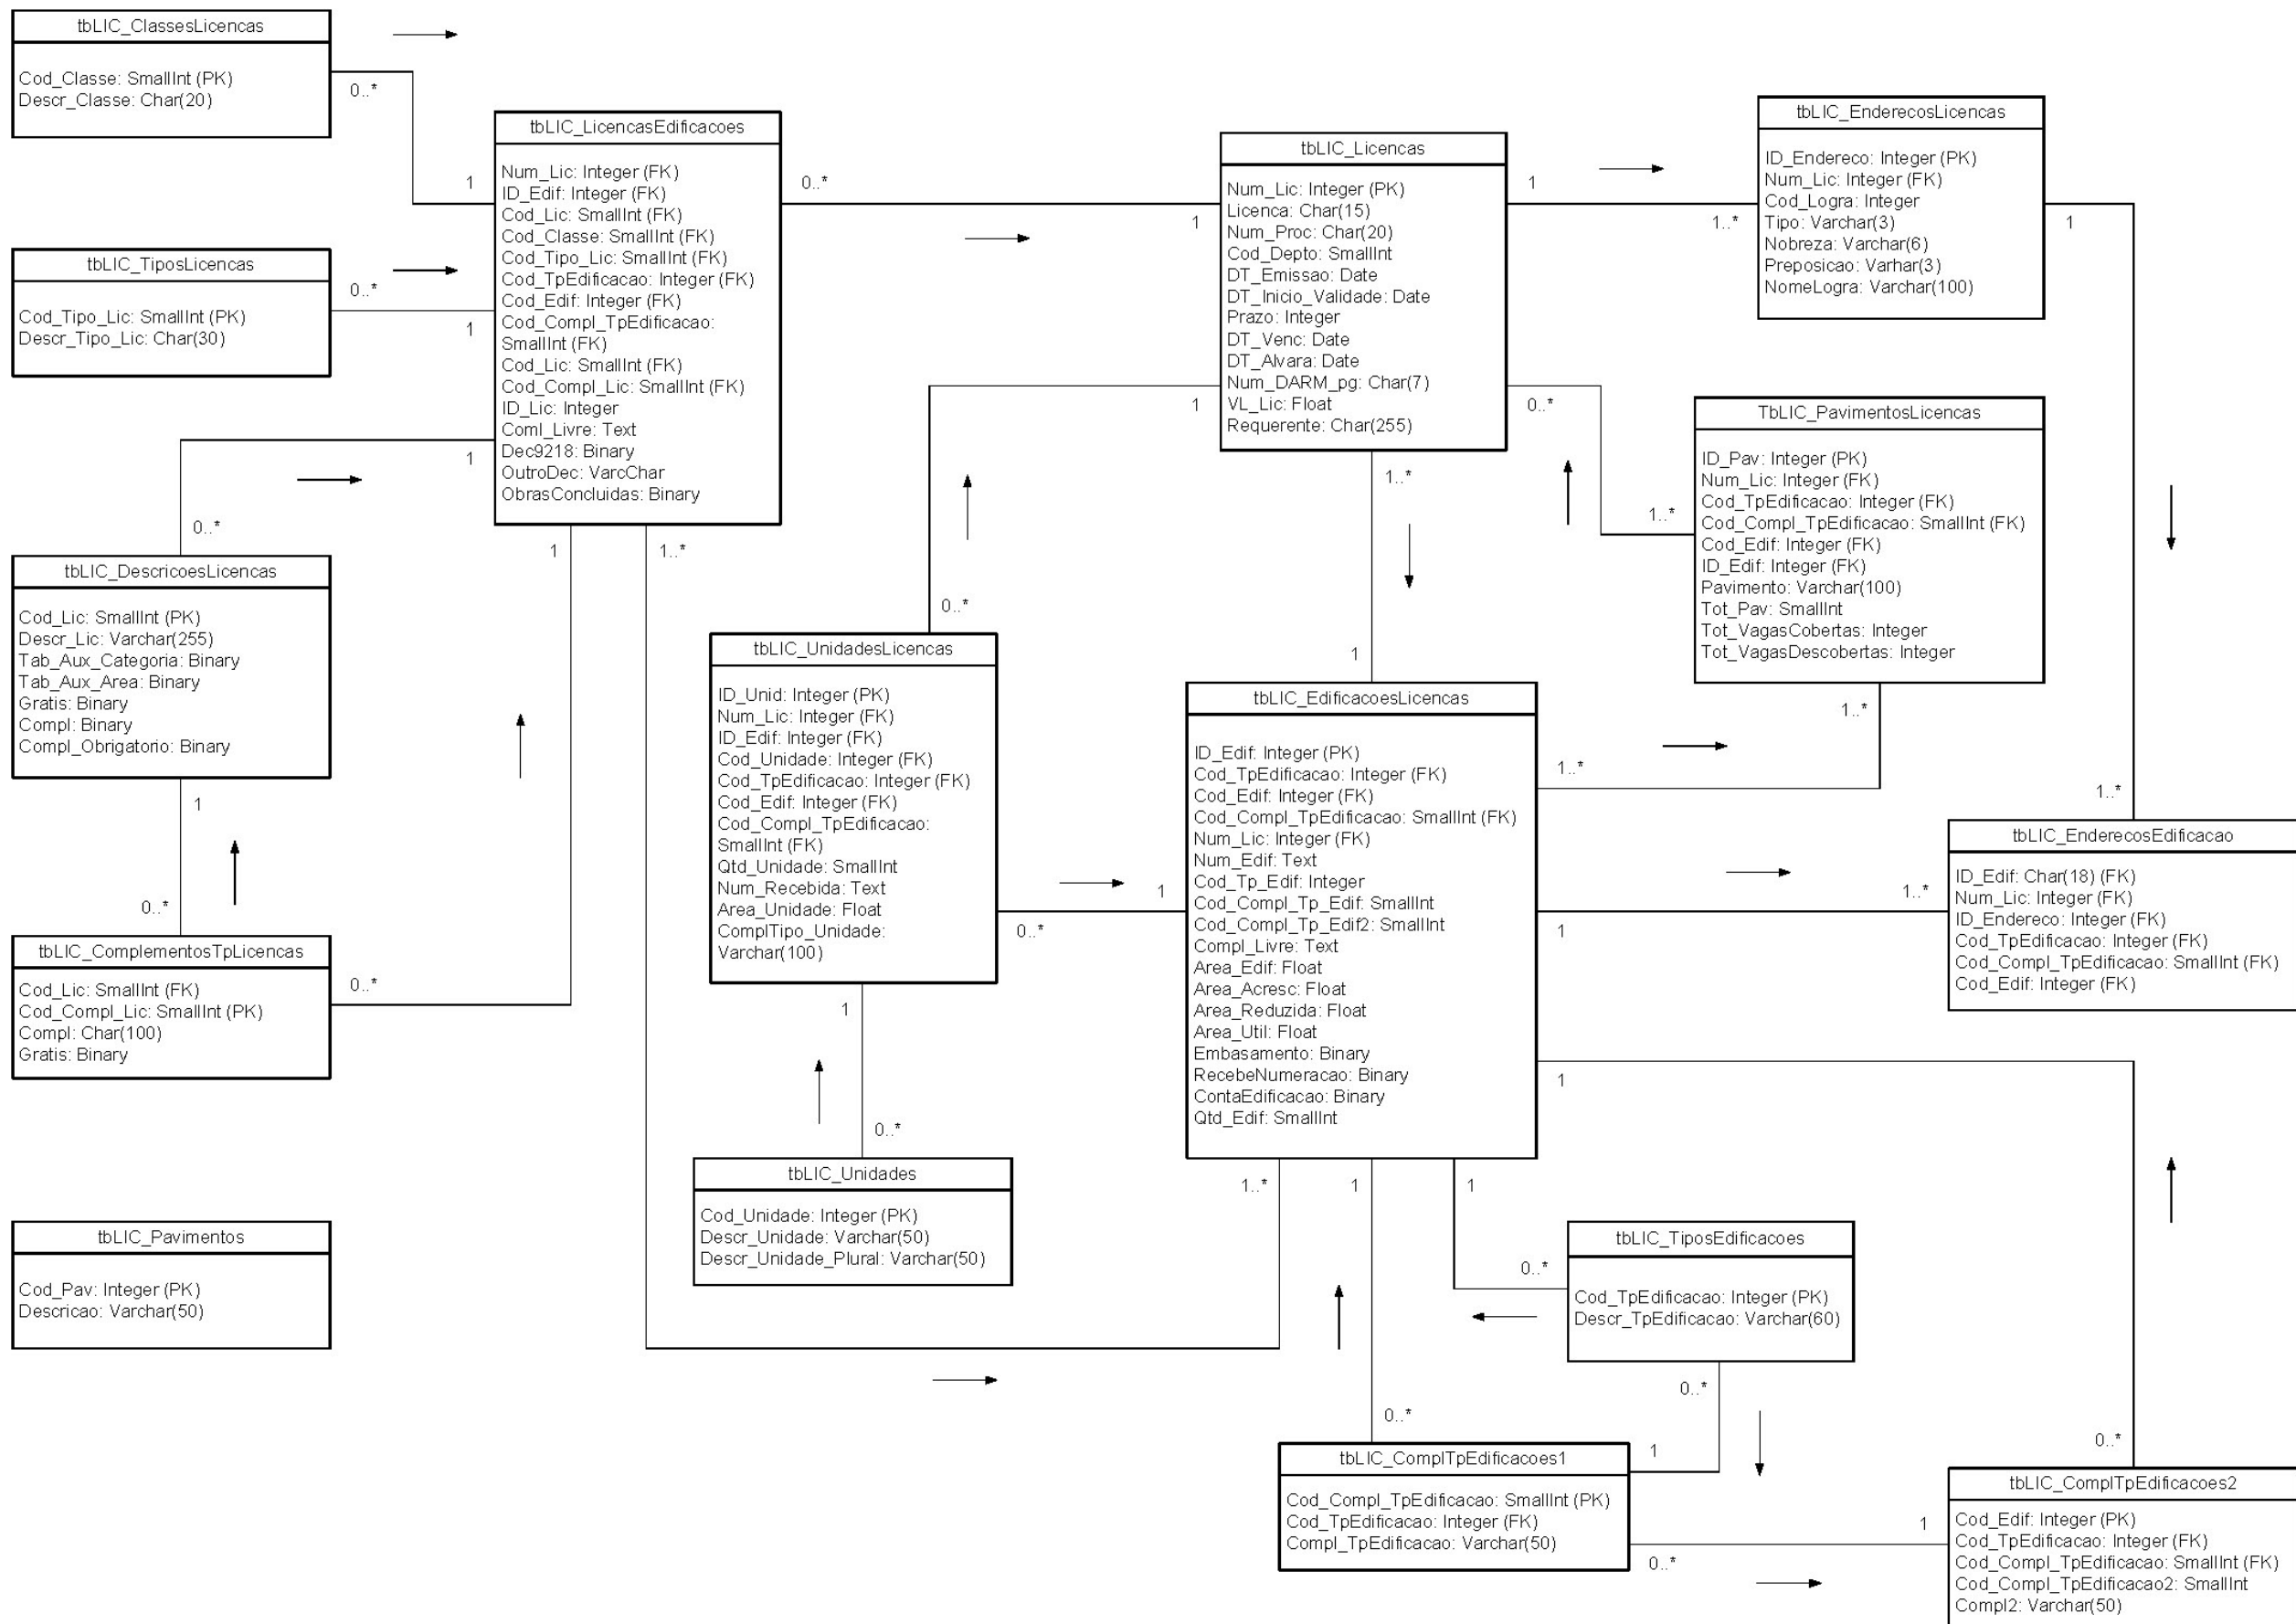 tbLIC_ClassesLicencas
Cod_Classe: SmallInt (PK)
Descr_Classe: Char(20)
0..*
1
tbLIC_TiposLicencas
Cod_Tipo_Lic: SmallInt (PK)
Descr_Tipo_Lic: Char(30)
0..*
1
tbLIC_LicencasEdificacoes
Num_Lic: Integer (FK)
ID_Edif: Integer (FK)
Cod_Lic: SmallInt (FK)
Cod_Classe: SmallInt (FK)
Cod_Tipo_Lic: SmallInt (FK)
Cod_TpEdificacao: Integer (FK)
Cod_Edif: Integer (FK)
Cod_Compl_TpEdificacao:
SmallInt (FK)
Cod_Lic: SmallInt (FK)
Cod_Compl_Lic: SmallInt (FK)
ID_Lic: Integer
Coml_Livre: Text
Dec9218: Binary
OutroDec: VarcChar
ObrasConcluidas: Binary
0..*
1
1
0..*
1
1..*
tbLIC_Licencas
Num_Lic: Integer (PK)
Licenca: Char(15)
Num_Proc: Char(20)
Cod_Depto: SmallInt
DT_Emissao: Date
DT_Inicio_Validade: Date
Prazo: Integer
DT_Venc: Date
DT_Alvara: Date
Num_DARM_pg: Char(7)
VL_Lic: Float
Requerente: Char(255)
1
1..*
1
0..*
1..*
1
tbLIC_EnderecosLicencas
ID_Endereco: Integer (PK)
Num_Lic: Integer (FK)
Cod_Logra: Integer
Tipo: Varchar(3)
Nobreza: Varchar(6)
Preposicao: Varhar(3)
NomeLogra: Varchar(100)
1
TbLIC_PavimentosLicencas
ID_Pav: Integer (PK)
Num_Lic: Integer (FK)
Cod_TpEdificacao: Integer (FK)
Cod_Compl_TpEdificacao: SmallInt (FK)
Cod_Edif: Integer (FK)
ID_Edif: Integer (FK)
Pavimento: Varchar(100)
Tot_Pav: SmallInt
Tot_VagasCobertas: Integer
Tot_VagasDescobertas: Integer
1..*
1..*
tbLIC_DescricoesLicencas
Cod_Lic: SmallInt (PK)
Descr_Lic: Varchar(255)
Tab_Aux_Categoria: Binary
Tab_Aux_Area: Binary
Gratis: Binary
Compl: Binary
Compl_Obrigatorio: Binary
1
0..*
tbLIC_ComplementosTpLicencas
Cod_Lic: SmallInt (FK)
Cod_Compl_Lic: SmallInt (PK)
Compl: Char(100)
Gratis: Binary
0..*
0..*
tbLIC_UnidadesLicencas
ID_Unid: Integer (PK)
Num_Lic: Integer (FK)
ID_Edif: Integer (FK)
Cod_Unidade: Integer (FK)
Cod_TpEdificacao: Integer (FK)
Cod_Edif: Integer (FK)
Cod_Compl_TpEdificacao:
SmallInt (FK)
Qtd_Unidade: SmallInt
Num_Recebida: Text
Area_Unidade: Float
ComplTipo_Unidade:
Varchar(100)
0..*
1
1
0..*
tbLIC_Unidades
Cod_Unidade: Integer (PK)
Descr_Unidade: Varchar(50)
Descr_Unidade_Plural: Varchar(50)
tbLIC_EdificacoesLicencas
ID_Edif: Integer (PK)
Cod_TpEdificacao: Integer (FK)
Cod_Edif: Integer (FK)
Cod_Compl_TpEdificacao: SmallInt (FK)
Num_Lic: Integer (FK)
Num_Edif: Text
Cod_Tp_Edif: Integer
Cod_Compl_Tp_Edif: SmallInt
Cod_Compl_Tp_Edif2: SmallInt
Compl_Livre: Text
Area_Edif: Float
Area_Acresc: Float
Area_Reduzida: Float
Area_Util: Float
Embasamento: Binary
RecebeNumeracao: Binary
ContaEdificacao: Binary
Qtd_Edif: SmallInt
1..*
1
1..*
1..*
1
tbLIC_EnderecosEdificacao
ID_Edif: Char(18) (FK)
Num_Lic: Integer (FK)
ID_Endereco: Integer (FK)
Cod_TpEdificacao: Integer (FK)
Cod_Compl_TpEdificacao: SmallInt (FK)
Cod_Edif: Integer (FK)
tbLIC_Pavimentos
Cod_Pav: Integer (PK)
Descricao: Varchar(50)
1..*
1
1
tbLIC_TiposEdificacoes
Cod_TpEdificacao: Integer (PK)
Descr_TpEdificacao: Varchar(60)
0..*
0..*
0..*
1
tbLIC_ComplTpEdificacoes1
Cod_Compl_TpEdificacao: SmallInt (PK)
Cod_TpEdificacao: Integer (FK)
Compl_TpEdificacao: Varchar(50)
0..*
1
0..*
tbLIC_ComplTpEdificacoes2
Cod_Edif: Integer (PK)
Cod_TpEdificacao: Integer (FK)
Cod_Compl_TpEdificacao: SmallInt (FK)
Cod_Compl_TpEdificacao2: SmallInt
Compl2: Varchar(50)